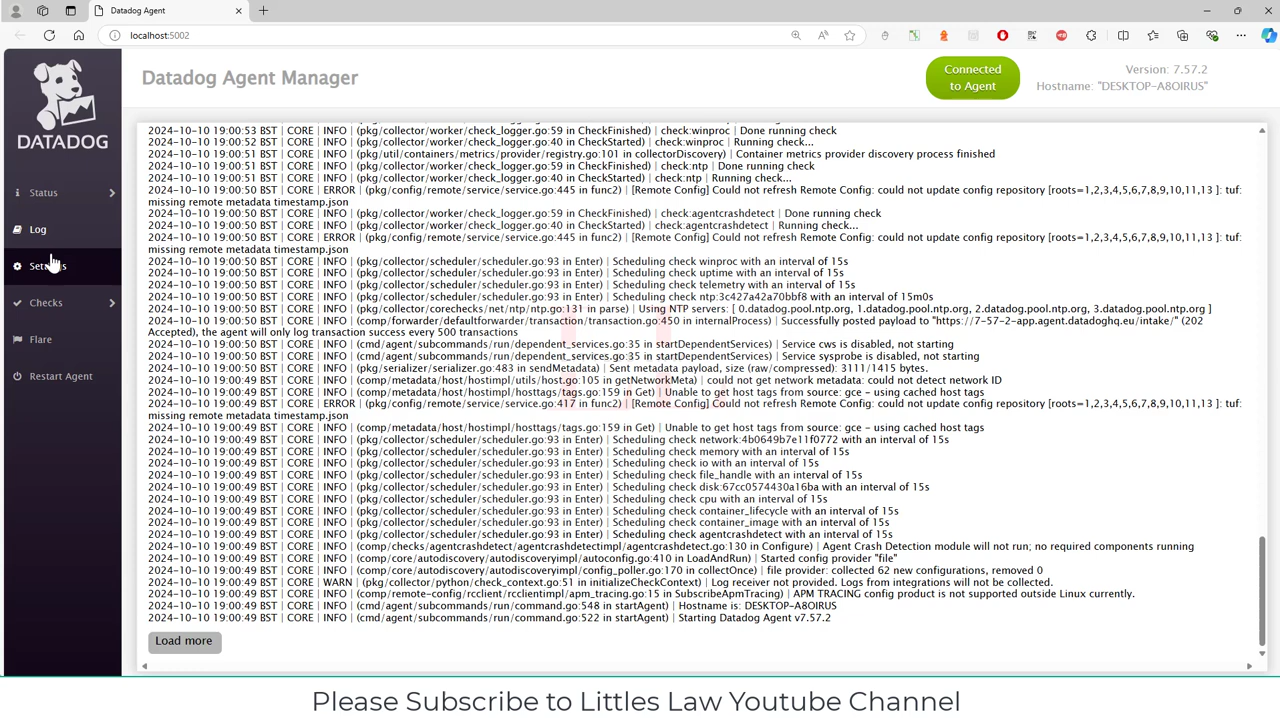 Datadog Agent
localhost:5002
DATADOG
Datadog Agent Manager
Connected
to Agent
Version: 7.57.2
Hostname: "DESKTOP-A8OIRUS"
Status
Log
Checks
Flare
Restart Agent
2024-10-10 19:00:53 BST | CORE | INFO | (pkg/collector/worker/check_logger.go:59 in CheckFinished) | check:winproc | Done running check
2024-10-10 19:00:52 BST | CORE | INFO | (pkg/collector/worker/check_logger.go:40 in CheckStarted) | check:winproc | Running check...
2024-10-10 19:00:51 BST | CORE | INFO | (pkg/util/containers/metrics/provider/registry.go:101 in collectorDiscovery) | Container metrics provider discovery process finished
2024-10-10 19:00:51 BST | CORE | INFO | (pkg/collector/worker/check_logger.go:59 in CheckFinished) | check:ntp | Done running check
2024-10-10 19:00:51 BST | CORE | INFO | (pkg/collector/worker/check_logger.go:40 in CheckStarted) | check:ntp | Running check...
2024-10-10 19:00:50 BST | CORE | ERROR | (pkg/config/remote/service/service.go:445 in func2) | [Remote Config] Could not refresh Remote Config: could not update config repository [roots=1,2,3,4,5,6,7,8,9,10,11,13 ]: tuf:
missing remote metadata timestamp.json
2024-10-10 19:00:50 BST | CORE | INFO | (pkg/collector/worker/check_logger.go:59 in CheckFinished) | check:agentcrashdetect | Done running check
2024-10-10 19:00:50 BST | CORE | INFO | (pkg/collector/worker/check_logger.go:40 in CheckStarted) | check:agentcrashdetect | Running check...
2024-10-10 19:00:50 BST | CORE | ERROR | (pkg/config/remote/service/service.go:445 in func2) | [Remote Config] Could not refresh Remote Config: could not update config repository [roots=1,2,3,4,5,6,7,8,9,10,11,13 ]: tuf:
missing remote metadata timestamp.json
2024-10-10 19:00:50 BST | CORE | INFO | (pkg/collector/scheduler/scheduler.go:93 in Enter) | Scheduling check winproc with an interval of 15s
2024-10-10 19:00:50 BST | CORE | INFO | (pkg/collector/scheduler/scheduler.go:93 in Enter) | Scheduling check uptime with an interval of 15s
2024-10-10 19:00:50 BST | CORE | INFO | (pkg/collector/scheduler/scheduler.go:93 in Enter) | Scheduling check telemetry with an interval of 15s
2024-10-10 19:00:50 BST | CORE | INFO | (pkg/collector/scheduler/scheduler.go:93 in Enter) | Scheduling check ntp:3c427a42a70bbf8 with an interval of 15m0s
2024-10-10 19:00:50 BST | CORE | INFO | (pkg/collector/corechecks/net/ntp/ntp.go:131 in parse) | Using NTP servers: [ 0.datadog.pool.ntp.org, 1.datadog.pool.ntp.org, 2.datadog.pool.ntp.org, 3.datadog.pool.ntp.org ]
2024-10-10 19:00:50 BST | CORE | INFO | (comp/forwarder/defaultforwarder/transaction/transaction.go:450 in internalProcess) | Successfully posted payload to "https://7-57-2-app.agent.datadoghq.eu/intake/" (202
Accepted), the agent will only log transaction success every 500 transactions
2024-10-10 19:00:50 BST | CORE | INFO | (cmd/agent/subcommands/run/dependent_services.go:35 in startDependentServices) | Service cws is disabled, not starting
2024-10-10 19:00:50 BST | CORE | INFO | (cmd/agent/subcommands/run/dependent_services.go:35 in startDependentServices) | Service sysprobe is disabled, not starting
2024-10-10 19:00:50 BST | CORE | INFO | (pkg/serializer/serializer.go:483 in sendMetadata) | Sent metadata payload, size (raw/compressed): 3111/1415 bytes.
2024-10-10 19:00:50 BST | CORE | INFO | (comp/metadata/host/hostimpl/utils/host.go:105 in getNetworkMeta) | could not get network metadata: could not detect network ID
2024-10-10 19:00:50 BST | CORE | INFO | (comp/metadata/host/hostimpl/hosttags/tags.go:159 in Get) | Unable to get host tags from source: gce - using cached host tags
2024-10-10 19:00:50 BST | CORE | ERROR | (pkg/config/remote/service/service.go:417 in func2) | [Remote Config] Could not refresh Remote Config: could not update config repository [roots=1,2,3,4,5,6,7,8,9,10,11,13 ]: tuf:
missing remote metadata timestamp.json
2024-10-10 19:00:49 BST | CORE | INFO | (comp/metadata/host/hostimpl/hosttags/tags.go:159 in Get) | Unable to get host tags from source: gce - using cached host tags
2024-10-10 19:00:49 BST | CORE | INFO | (pkg/collector/scheduler/scheduler.go:93 in Enter) | Scheduling check network:4b0649b7e11f0772 with an interval of 15s
2024-10-10 19:00:49 BST | CORE | INFO | (pkg/collector/scheduler/scheduler.go:93 in Enter) | Scheduling check memory with an interval of 15s
2024-10-10 19:00:49 BST | CORE | INFO | (pkg/collector/scheduler/scheduler.go:93 in Enter) | Scheduling check io with an interval of 15s
2024-10-10 19:00:49 BST | CORE | INFO | (pkg/collector/scheduler/scheduler.go:93 in Enter) | Scheduling check file_handle with an interval of 15s
2024-10-10 19:00:49 BST | CORE | INFO | (pkg/collector/scheduler/scheduler.go:93 in Enter) | Scheduling check disk:67cc0574430a16ba with an interval of 15s
2024-10-10 19:00:49 BST | CORE | INFO | (pkg/collector/scheduler/scheduler.go:93 in Enter) | Scheduling check cpu with an interval of 15s
2024-10-10 19:00:49 BST | CORE | INFO | (pkg/collector/scheduler/scheduler.go:93 in Enter) | Scheduling check container_lifecycle with an interval of 15s
2024-10-10 19:00:49 BST | CORE | INFO | (pkg/collector/scheduler/scheduler.go:93 in Enter) | Scheduling check container_image with an interval of 15s
2024-10-10 19:00:49 BST | CORE | INFO | (pkg/collector/scheduler/scheduler.go:93 in Enter) | Scheduling check agentcrashdetect with an interval of 15s
2024-10-10 19:00:49 BST | CORE | INFO | (comp/checks/agentcrashdetect/agentcrashdetectimpl/agentcrashdetect.go:130 in Configure) | Agent Crash Detection module will not run; no required components running
2024-10-10 19:00:49 BST | CORE | INFO | (comp/core/autodiscovery/autodiscoveryimpl/autoconfig.go:410 in LoadAndRun) | Started config provider "file"
2024-10-10 19:00:49 BST | CORE | INFO | (comp/core/autodiscovery/autodiscoveryimpl/config_poller.go:170 in collectOnce) | file provider: collected 62 new configurations, removed 0
2024-10-10 19:00:49 BST | CORE | WARN | (pkg/collector/python/check_context.go:51 in initializeCheckContext) | Log receiver not provided. Logs from integrations will not be collected.
2024-10-10 19:00:49 BST | CORE | INFO | (comp/remote-config/rcclient/rcclientimpl/apm_tracing.go:15 in SubscribeApmTracing) | APM TRACING config product is not supported outside Linux currently.
2024-10-10 19:00:49 BST | CORE | INFO | (cmd/agent/subcommands/run/command.go:548 in startAgent) | Hostname is: DESKTOP-A8OIRUS
2024-10-10 19:00:49 BST | CORE | INFO | (cmd/agent/subcommands/run/command.go:522 in startAgent) | Starting Datadog Agent v7.57.2
Load more
Please Subscribe to Littles Law Youtube Channel